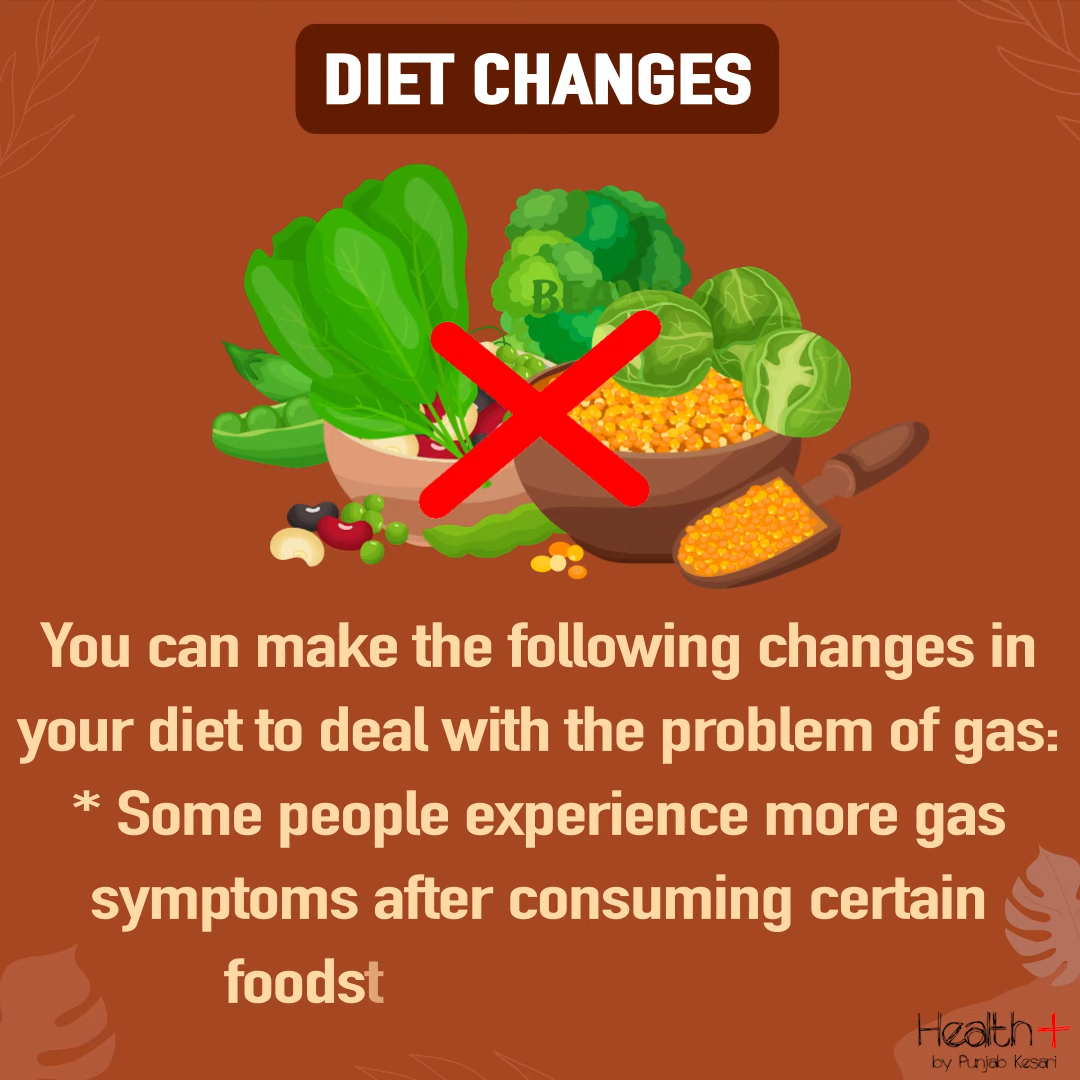 DIET CHANGES
BEANS
You can make the following changes in
your diet to deal with the problem of gas:
* Some people experience more gas
symptoms after consuming certain
foodst
Health+
by Punjab Kesari